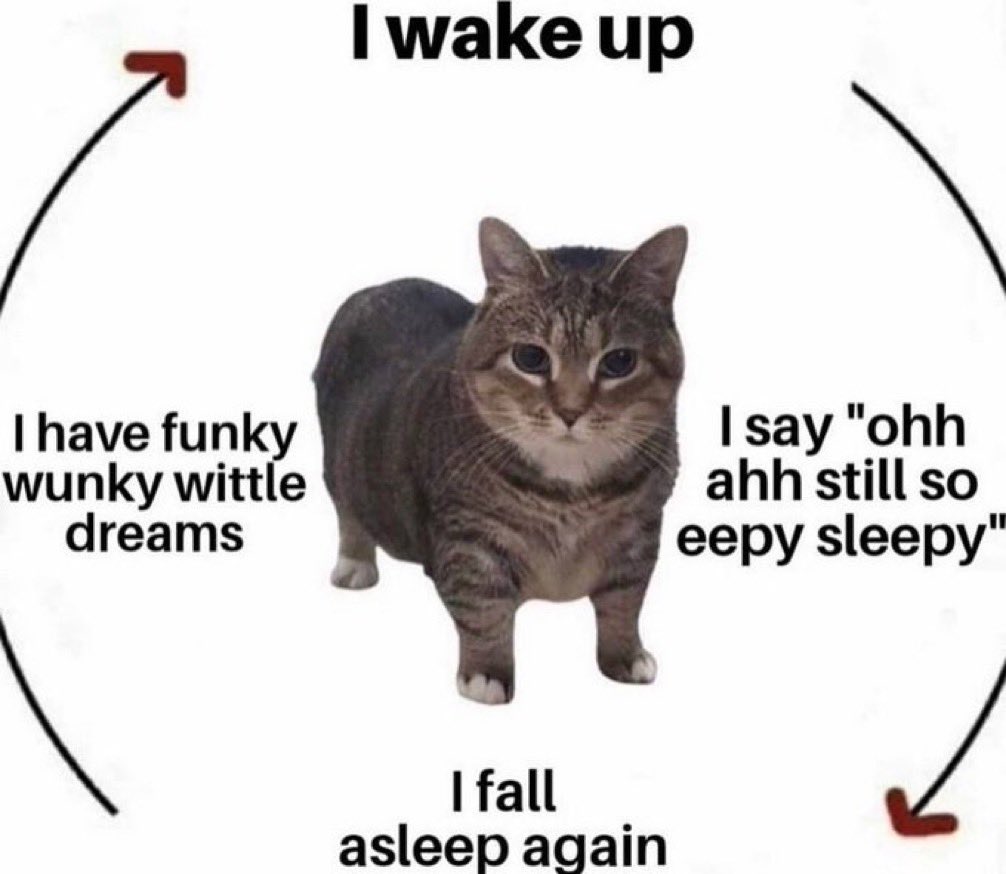 I wake up
I say "ohh
ahh still so
eepy sleepy"
I fall
asleep again
I have funky
wunky wittle
dreams